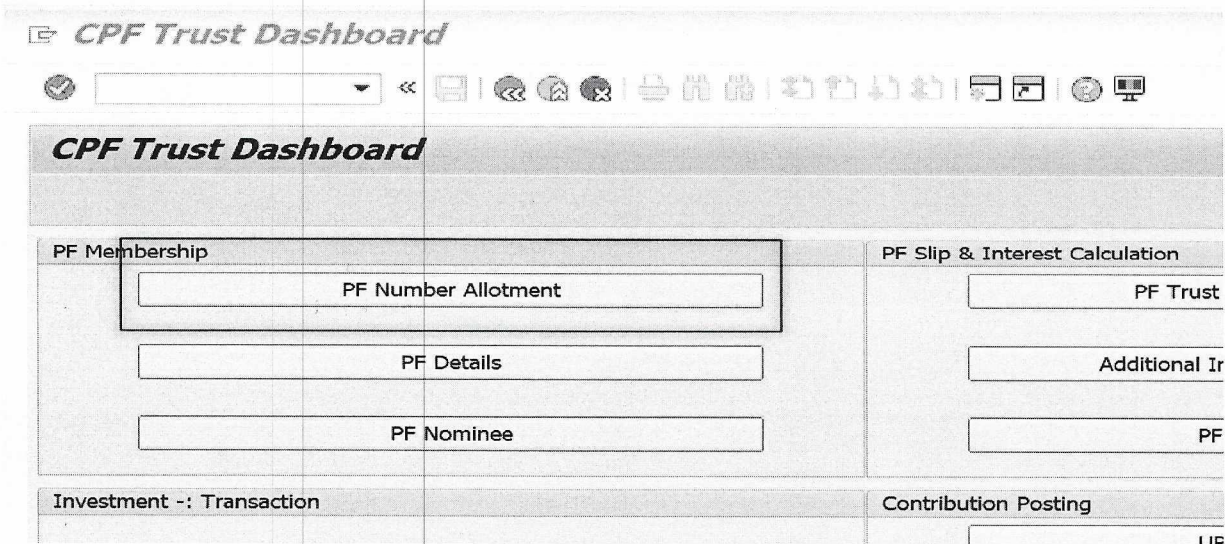 CPF Trust Dashboard
CPF Trust Dashboard
PF Membership
PF Number Allotment
PF Details
PF Nominee
PF Slip & Interest Calculation
PF Trust
Additional
PF
Investment -: Transaction
Contribution Posting